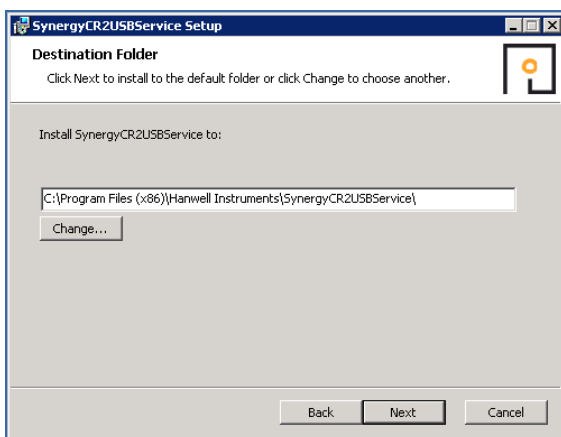 SynergyCR2USBService Setup
Destination Folder
Click Next to install to the default folder or click Change to choose another.
Install SynergyCR2USBService to:
C:\Program Files (x86)\Hanwell Instruments\SynergyCR2USBService\
Change...
Back Next Cancel